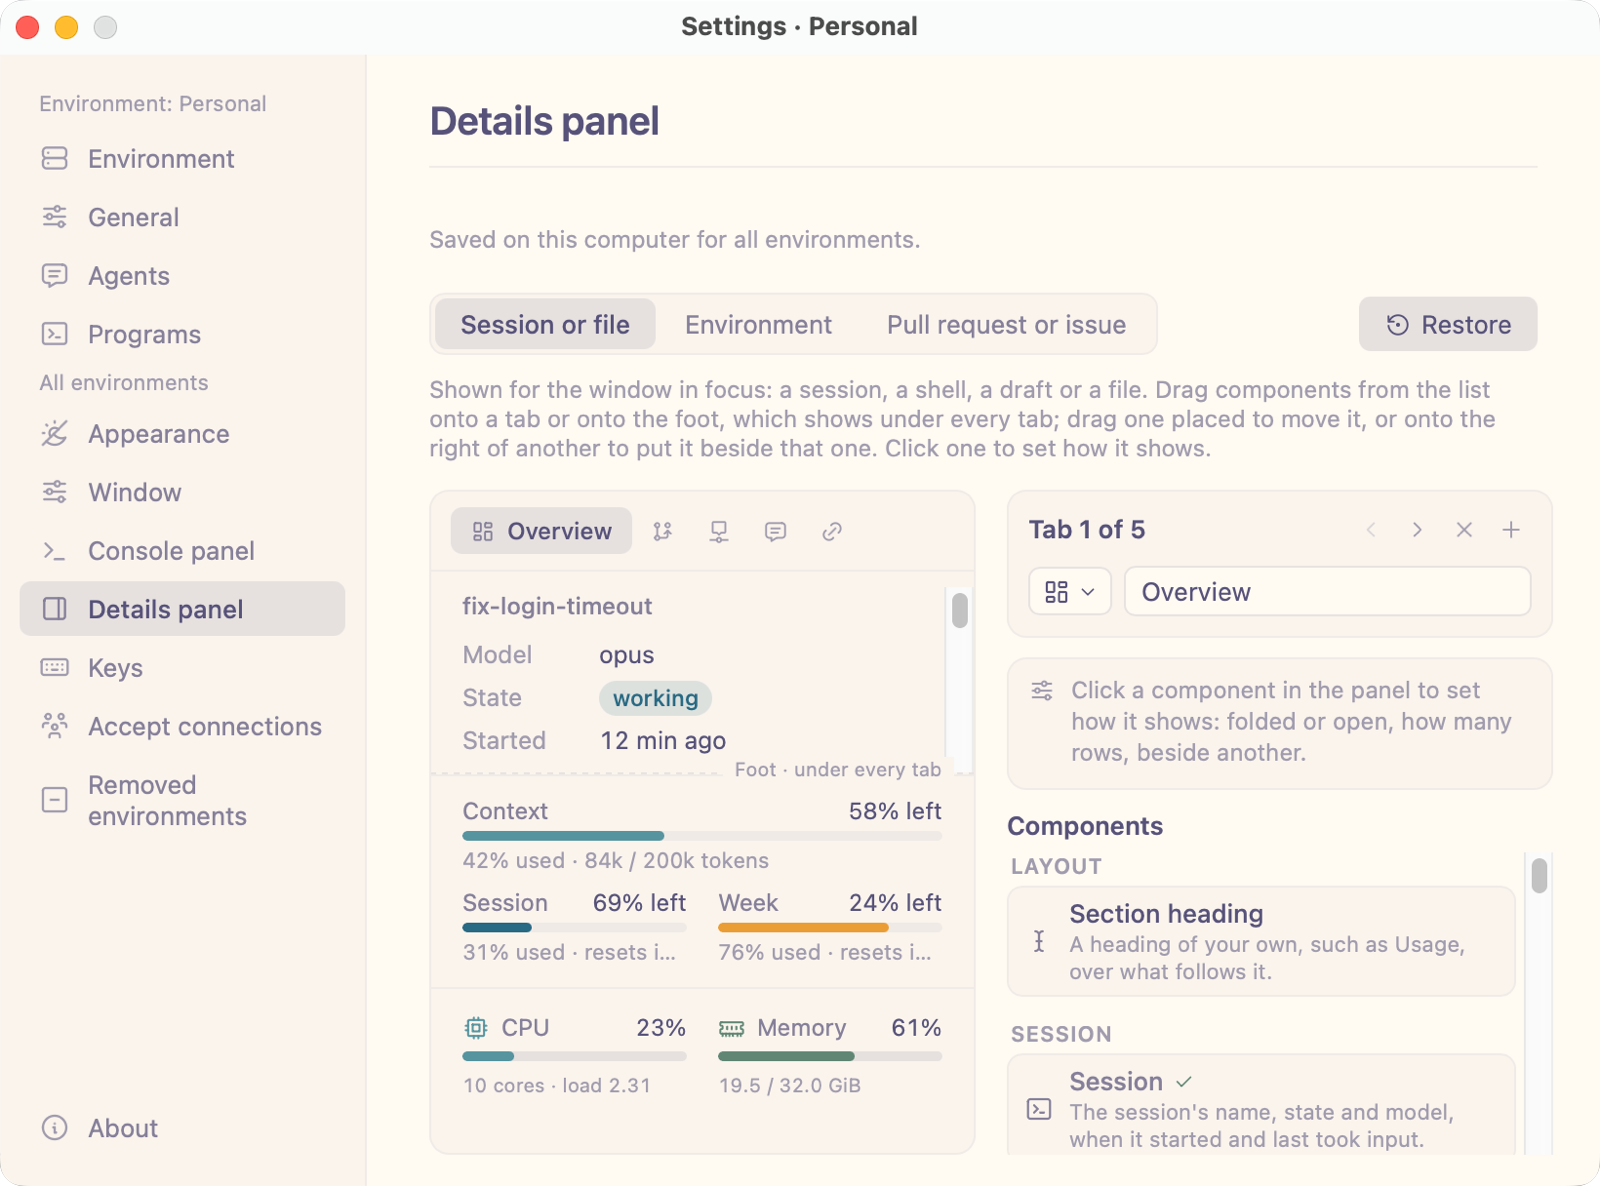 Settings · Personal
Environment: Personal
Environment
General
Agents
Programs
All environments
Appearance
Window
Console panel
Details panel
Keys
Accept connections
Removed
environments
About
Details panel
Saved on this computer for all environments.
Session or file
Environment
Pull request or issue
Restore
Shown for the window in focus: a session, a shell, a draft or a file. Drag components from the list
onto a tab or onto the foot, which shows under every tab; drag one placed to move it, or onto the
right of another to put it beside that one. Click one to set how it shows.
Overview
fix-login-timeout
Model opus
State working
Started 12 min ago
Foot · under every tab
Context 58% left
42% used · 84k / 200k tokens
Session 69% left Week 24% left
31% used · resets i... 76% used · resets i...
CPU 23% Memory 61%
10 cores · load 2.31 19.5 / 32.0 GiB
Tab 1 of 5
Overview
Click a component in the panel to set
how it shows: folded or open, how many
rows, beside another.
Components
LAYOUT
Section heading
A heading of your own, such as Usage,
over what follows it.
SESSION
Session
The session's name, state and model,
when it started and last took input.